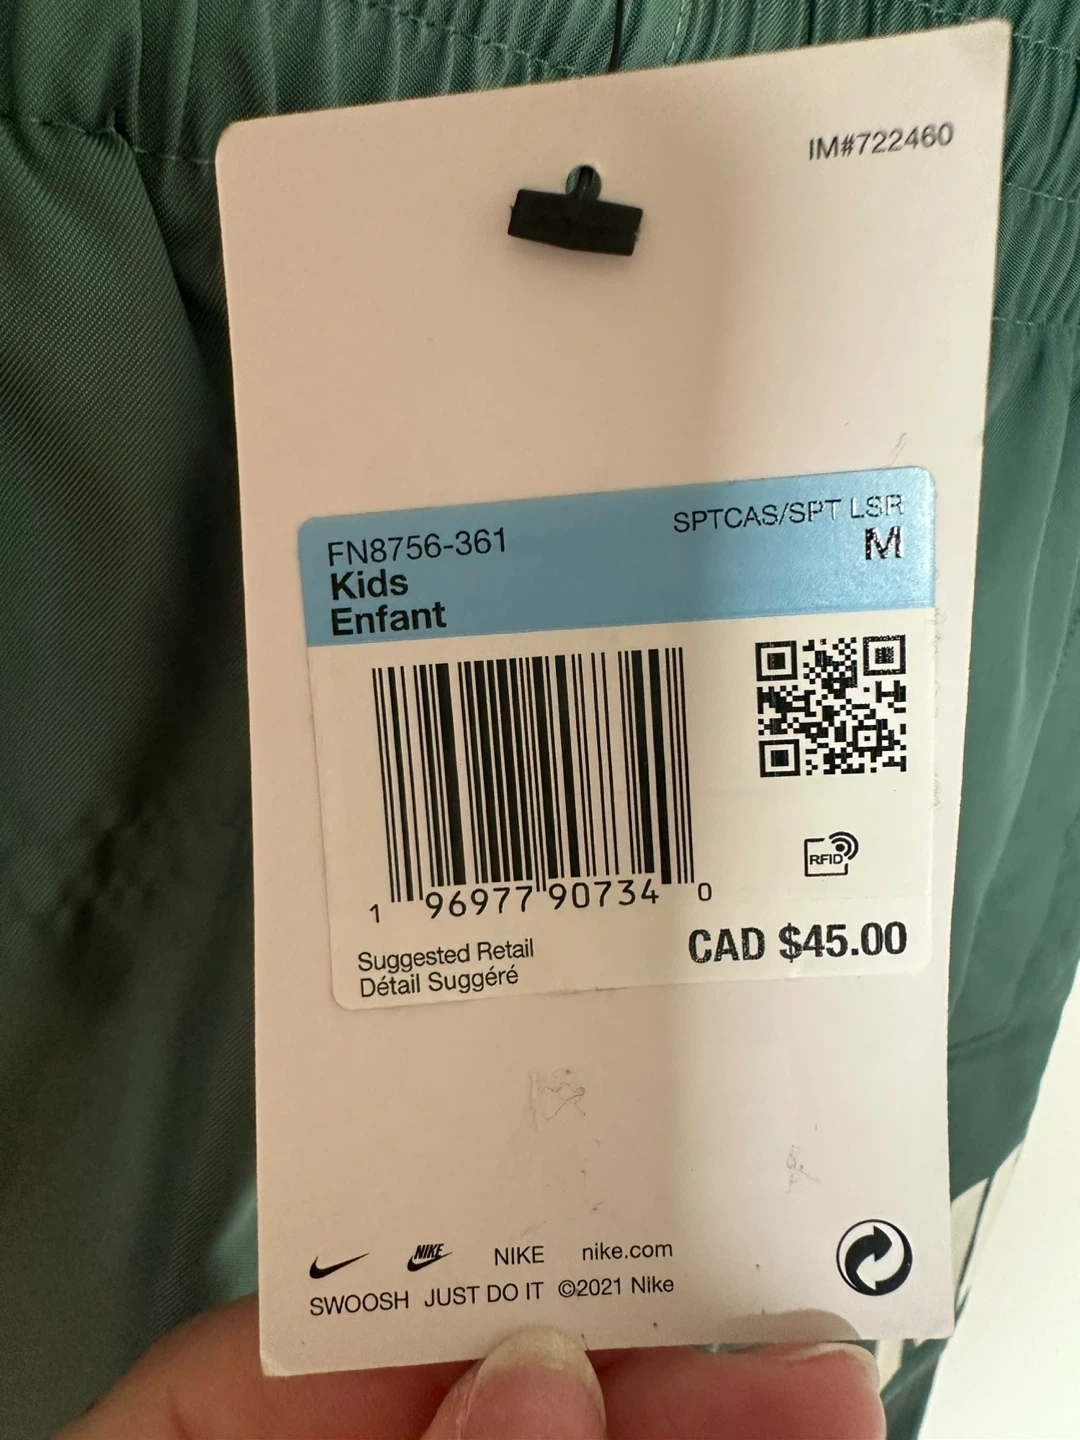 IM#722460
FN8756-361
SPTCAS/SPT LSR
M
Kids
Enfant
1 96977 90734 0
RFID
Suggested Retail
Détail Suggéré
CAD $45.00
NIKE NIKE nike.com
SWOOSH JUST DO IT ©2021 Nike